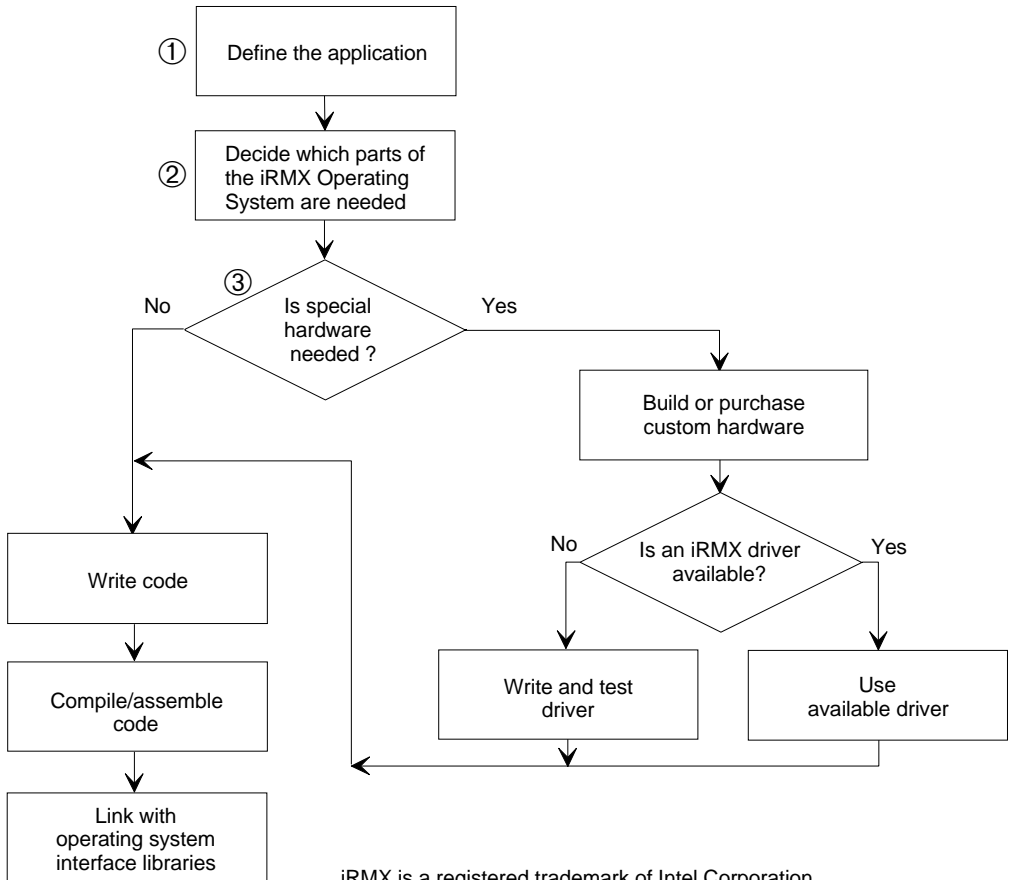 ①
Define the application
②
Decide which parts of
the iRMX Operating
System are needed
③
Is special
hardware
needed ?
No
Yes
Build or purchase
custom hardware
Is an iRMX driver
available?
No
Yes
Write and test
driver
Use
available driver
Write code
Compile/assemble
code
Link with
operating system
interface libraries
iRMX is a registered trademark of Intel Corporation